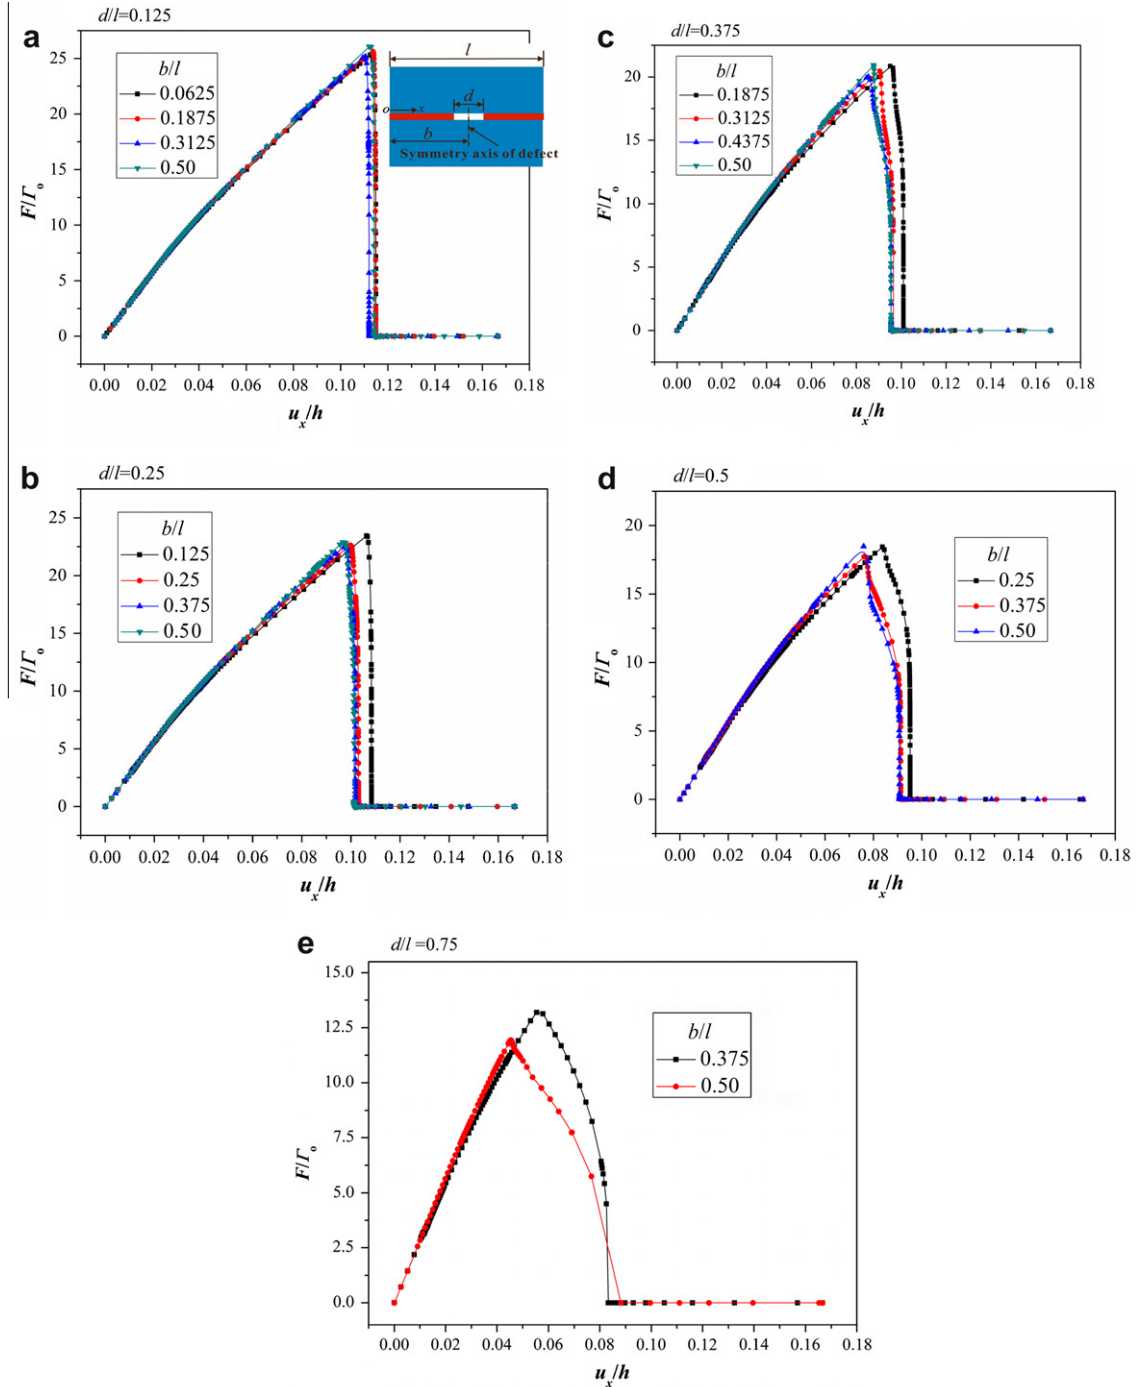 a
d/l=0.125
b/l
0.0625
0.1875
0.3125
0.50
l
d
o
x
b
Symmetry axis of defect
25
20
15
10
5
0
F/Γₒ
0.00 0.02 0.04 0.06 0.08 0.10 0.12 0.14 0.16 0.18
uₓ/h
c
d/l=0.375
b/l
0.1875
0.3125
0.4375
0.50
20
15
10
5
0
F/Γₒ
0.00 0.02 0.04 0.06 0.08 0.10 0.12 0.14 0.16 0.18
uₓ/h
b
d/l=0.25
b/l
0.125
0.25
0.375
0.50
25
20
15
10
5
0
F/Γₒ
0.00 0.02 0.04 0.06 0.08 0.10 0.12 0.14 0.16 0.18
uₓ/h
d
d/l=0.5
b/l
0.25
0.375
0.50
20
15
10
5
0
F/Γₒ
0.00 0.02 0.04 0.06 0.08 0.10 0.12 0.14 0.16 0.18
uₓ/h
e
d/l =0.75
b/l
0.375
0.50
15.0
12.5
10.0
7.5
5.0
2.5
0.0
F/Γₒ
0.00 0.02 0.04 0.06 0.08 0.10 0.12 0.14 0.16 0.18
uₓ/h